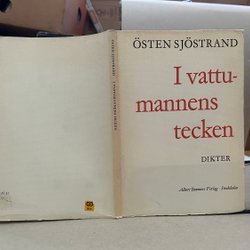 ÖSTEN SJÖSTRAND
I vattu-
mannens
tecken
DIKTER
Albert Bonniers Förlag · Stockholm